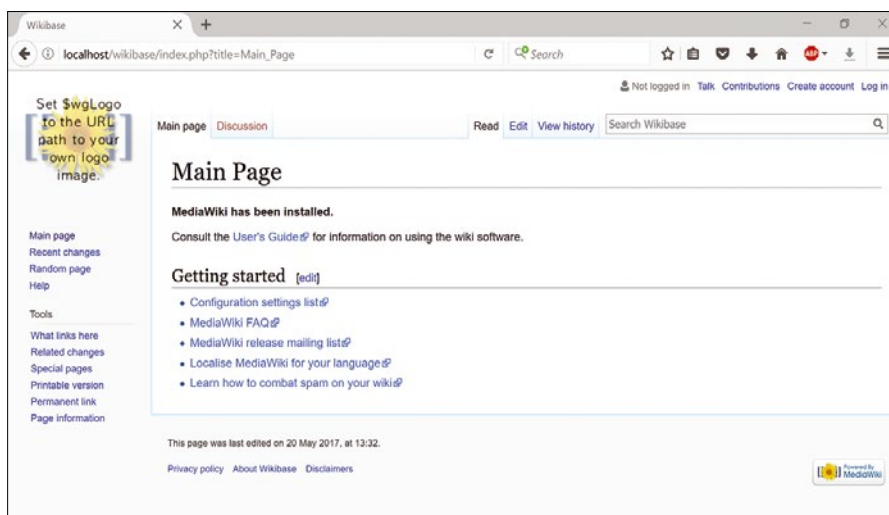 Wikibase
localhost/wikibase/index.php?title=Main_Page
Search
ABP
Not logged in Talk Contributions Create account Log in
Set $wgLogo
to the URL
path to your
own logo
image.
Main page Discussion
Read Edit View history
Search Wikibase
Main Page
MediaWiki has been installed.
Consult the User's Guide for information on using the wiki software.
Main page
Recent changes
Random page
Help
Getting started [edit]
Configuration settings list
MediaWiki FAQ
MediaWiki release mailing list
Localise MediaWiki for your language
Learn how to combat spam on your wiki
Tools
What links here
Related changes
Special pages
Printable version
Permanent link
Page information
This page was last edited on 20 May 2017, at 13:32.
Privacy policy About Wikibase Disclaimers
Powered By
MediaWiki